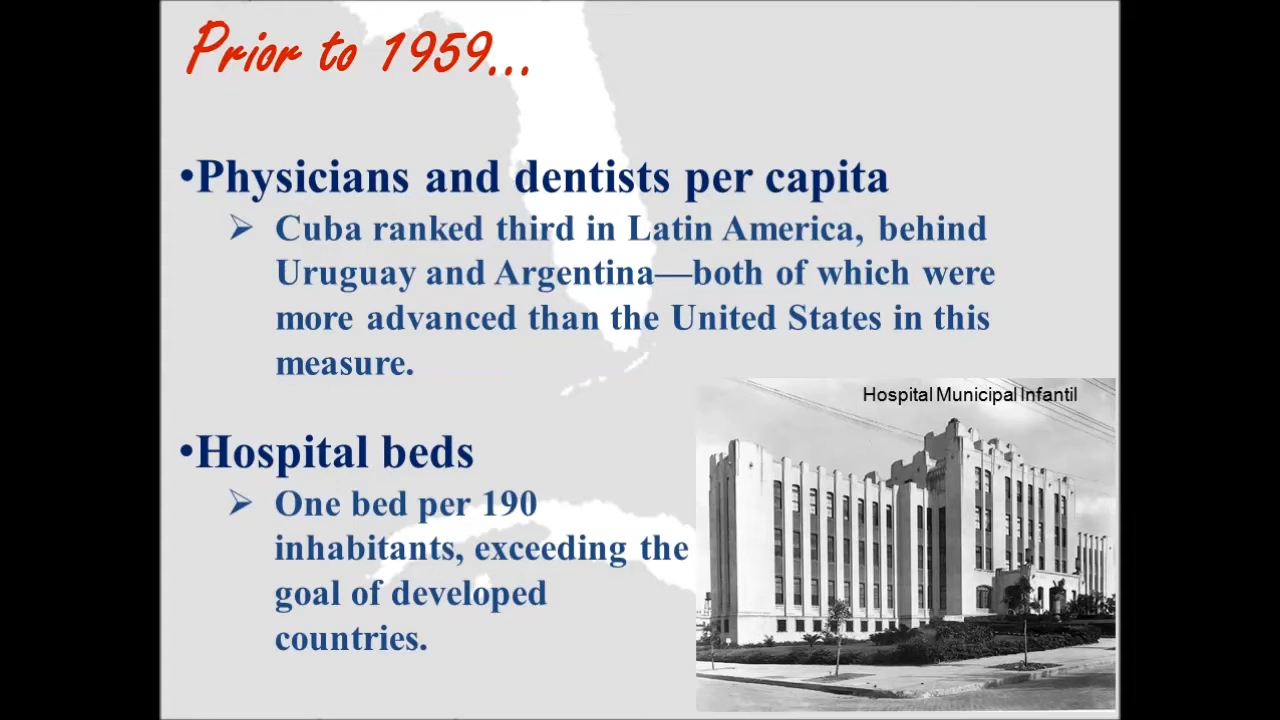 Prior to 1959...
•Physicians and dentists per capita
➢ Cuba ranked third in Latin America, behind
Uruguay and Argentina—both of which were
more advanced than the United States in this
measure.
Hospital Municipal Infantil
•Hospital beds
➢ One bed per 190
inhabitants, exceeding the
goal of developed
countries.